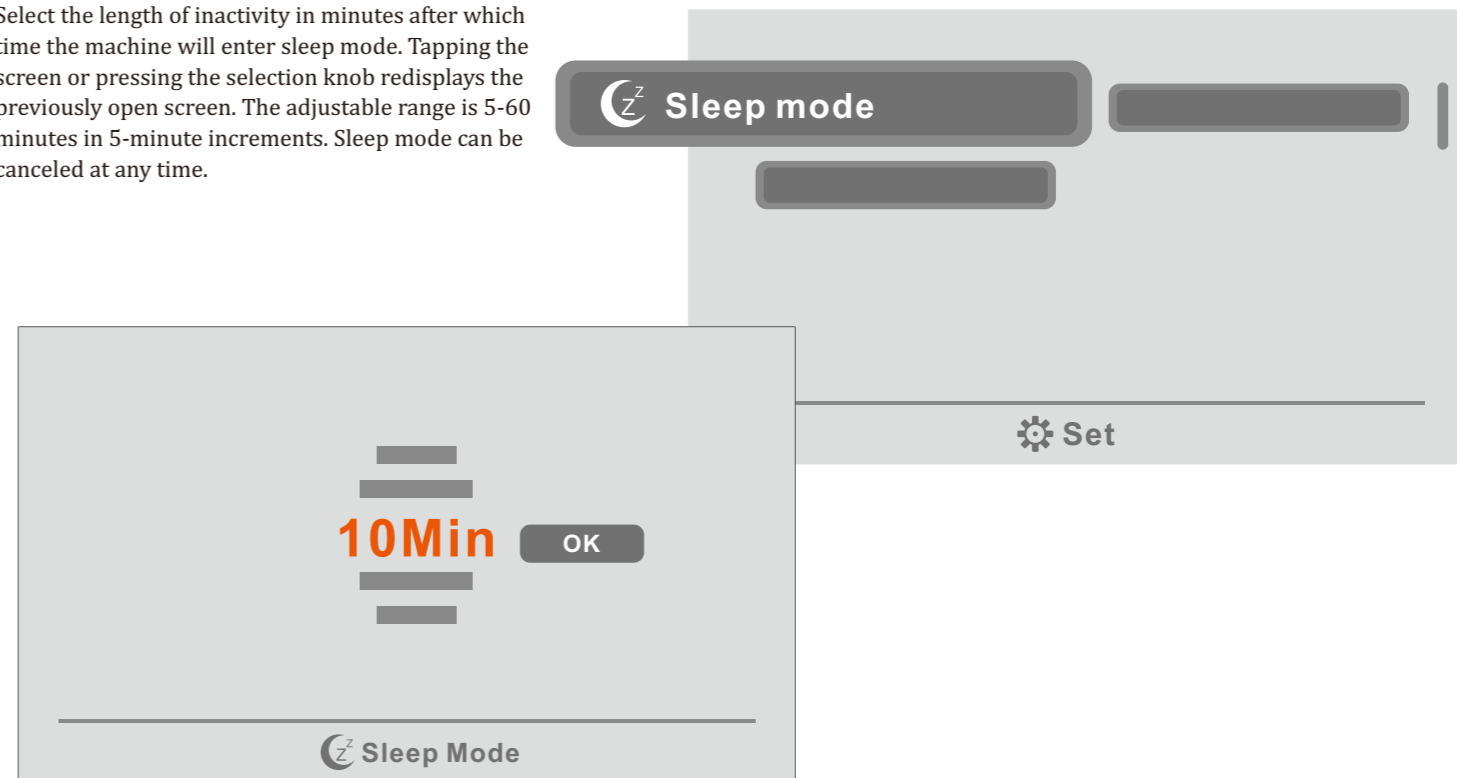 Select the length of inactivity in minutes after which
time the machine will enter sleep mode. Tapping the
screen or pressing the selection knob redisplays the
previously open screen. The adjustable range is 5-60
minutes in 5-minute increments. Sleep mode can be
canceled at any time.
zz Sleep mode
Set
10Min
OK
zz Sleep Mode